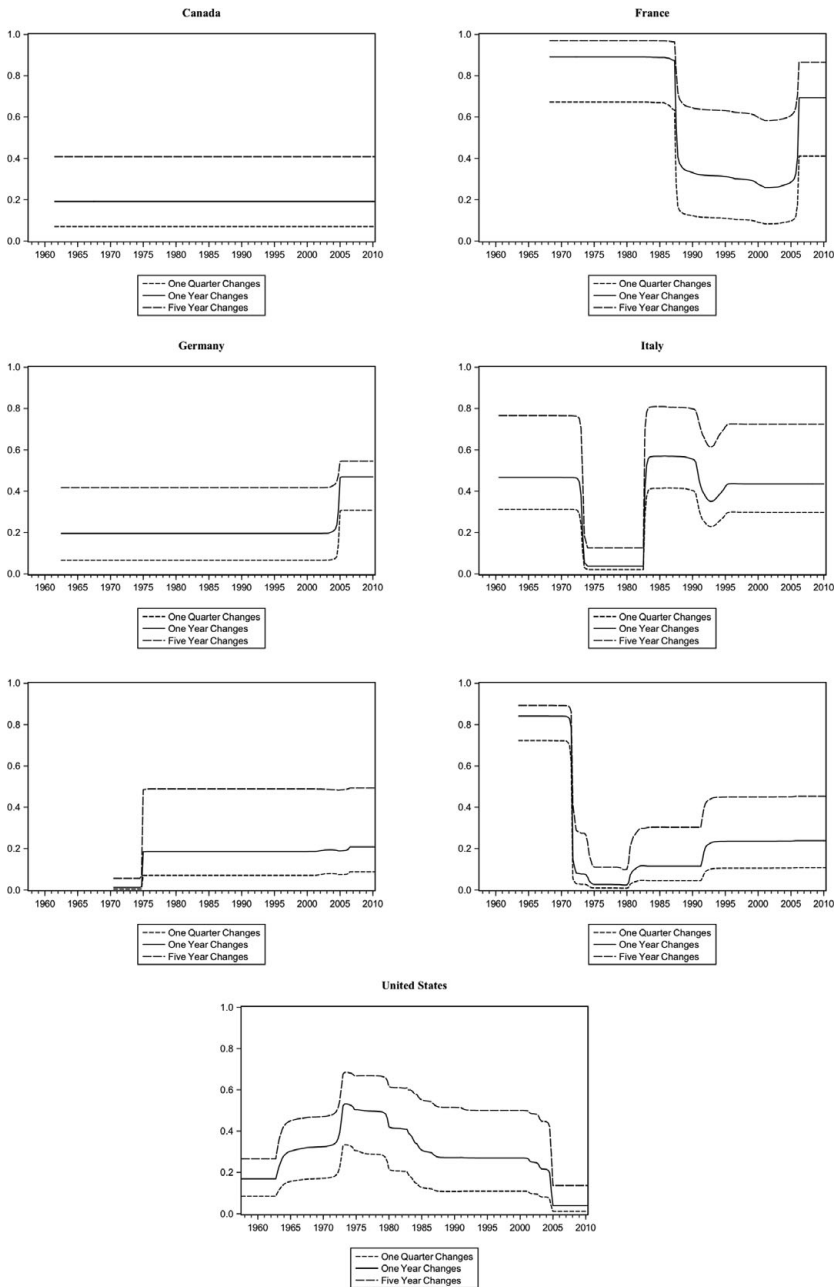 Canada
1.0
0.8
0.6
0.4
0.2
0.0
1960 1965 1970 1975 1980 1985 1990 1995 2000 2005 2010
One Quarter Changes
One Year Changes
Five Year Changes
France
1.0
0.8
0.6
0.4
0.2
0.0
1960 1965 1970 1975 1980 1985 1990 1995 2000 2005 2010
One Quarter Changes
One Year Changes
Five Year Changes
Germany
1.0
0.8
0.6
0.4
0.2
0.0
1960 1965 1970 1975 1980 1985 1990 1995 2000 2005 2010
One Quarter Changes
One Year Changes
Five Year Changes
Italy
1.0
0.8
0.6
0.4
0.2
0.0
1960 1965 1970 1975 1980 1985 1990 1995 2000 2005 2010
One Quarter Changes
One Year Changes
Five Year Changes
1.0
0.8
0.6
0.4
0.2
0.0
1960 1965 1970 1975 1980 1985 1990 1995 2000 2005 2010
One Quarter Changes
One Year Changes
Five Year Changes
1.0
0.8
0.6
0.4
0.2
0.0
1960 1965 1970 1975 1980 1985 1990 1995 2000 2005 2010
One Quarter Changes
One Year Changes
Five Year Changes
United States
1.0
0.8
0.6
0.4
0.2
0.0
1960 1965 1970 1975 1980 1985 1990 1995 2000 2005 2010
One Quarter Changes
One Year Changes
Five Year Changes